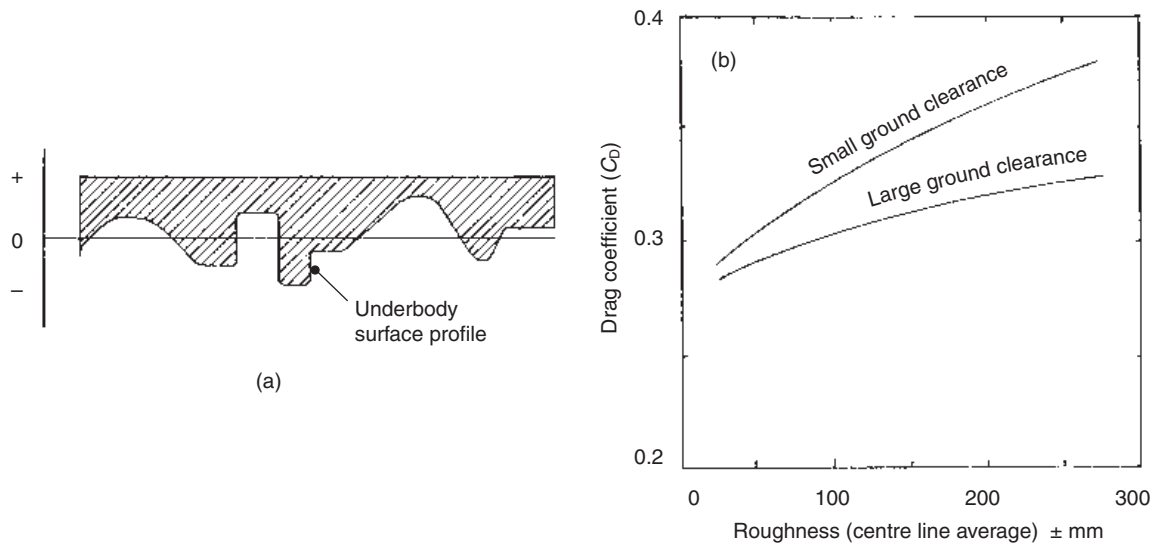 +
0
–
Underbody
surface profile
(a)
(b)
0.4
0.3
0.2
Drag coefficient (C_D)
Small ground clearance
Large ground clearance
0 100 200 300
Roughness (centre line average) ± mm